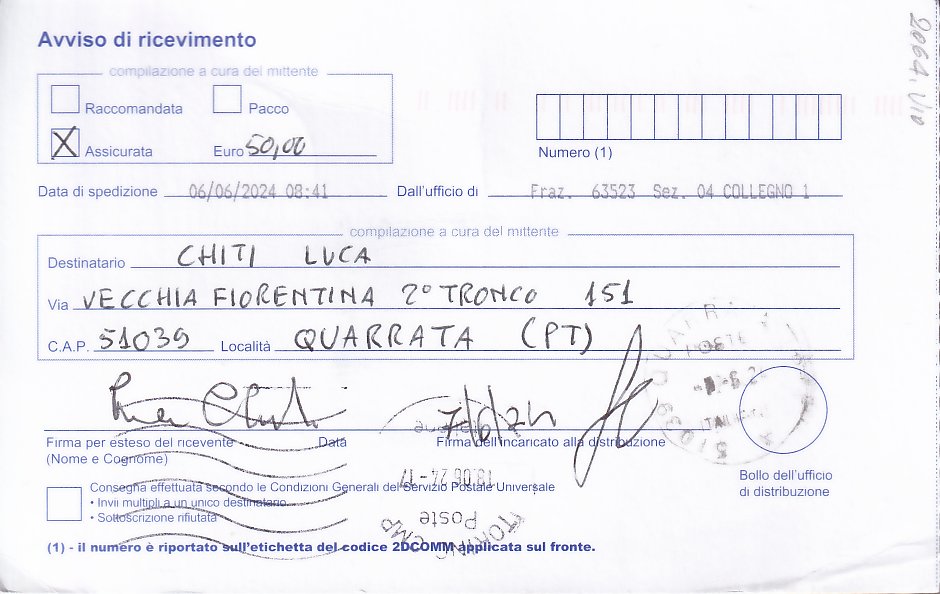 Avviso di ricevimento
compilazione a cura del mittente
Raccomandata Pacco
X Assicurata Euro 50,00
Numero (1)
Data di spedizione 06/06/2024 08:41 Dall'ufficio di Fraz. 63523 Sez. 04 COLLEGNO 1
compilazione a cura del mittente
Destinatario CHITI LUCA
Via VECCHIA FIORENTINA 2° TRONCO 151
C.A.P. 51039 Località QUARRATA (PT)
7/6/24
Firma per esteso del ricevente Data Firma dell'incaricato alla distribuzione
(Nome e Cognome)
Bollo dell'ufficio
di distribuzione
Consegna effettuata secondo le Condizioni Generali del Servizio Postale Universale
• Invii multipli a un unico destinatario
• Sottoscrizione rifiutata
Poste
(1) - il numero è riportato sull'etichetta del codice 2DCOMM applicata sul fronte.